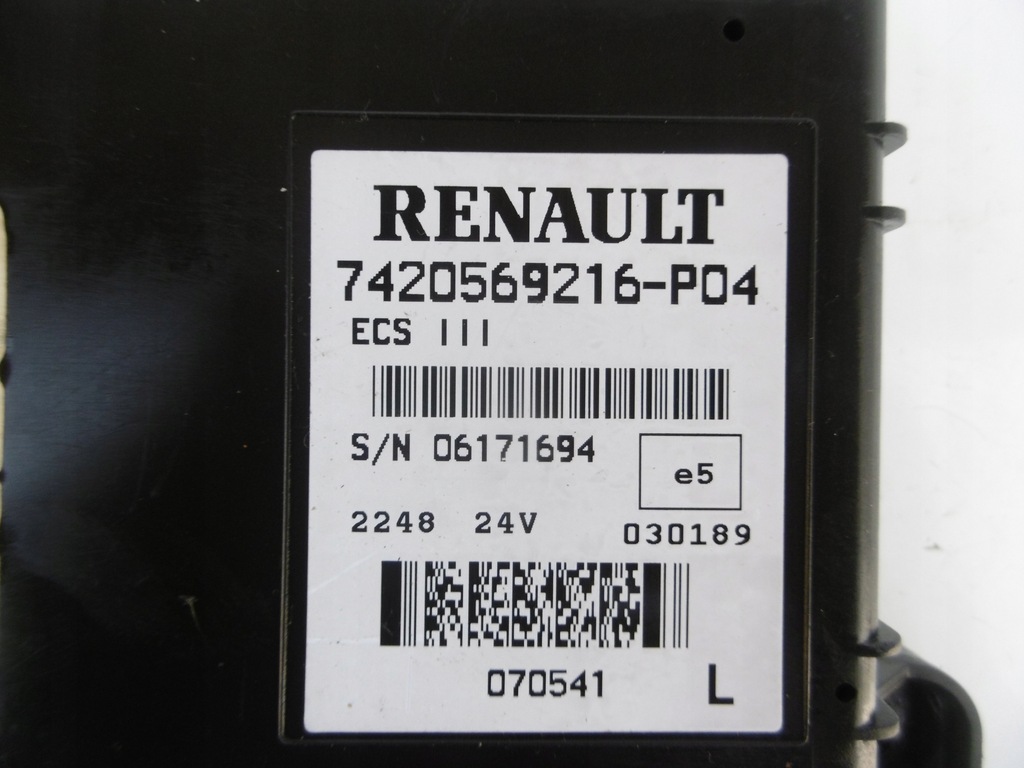 RENAULT
7420569216-P04
ECS III
S/N 06171694
e5
2248 24V
030189
070541
L